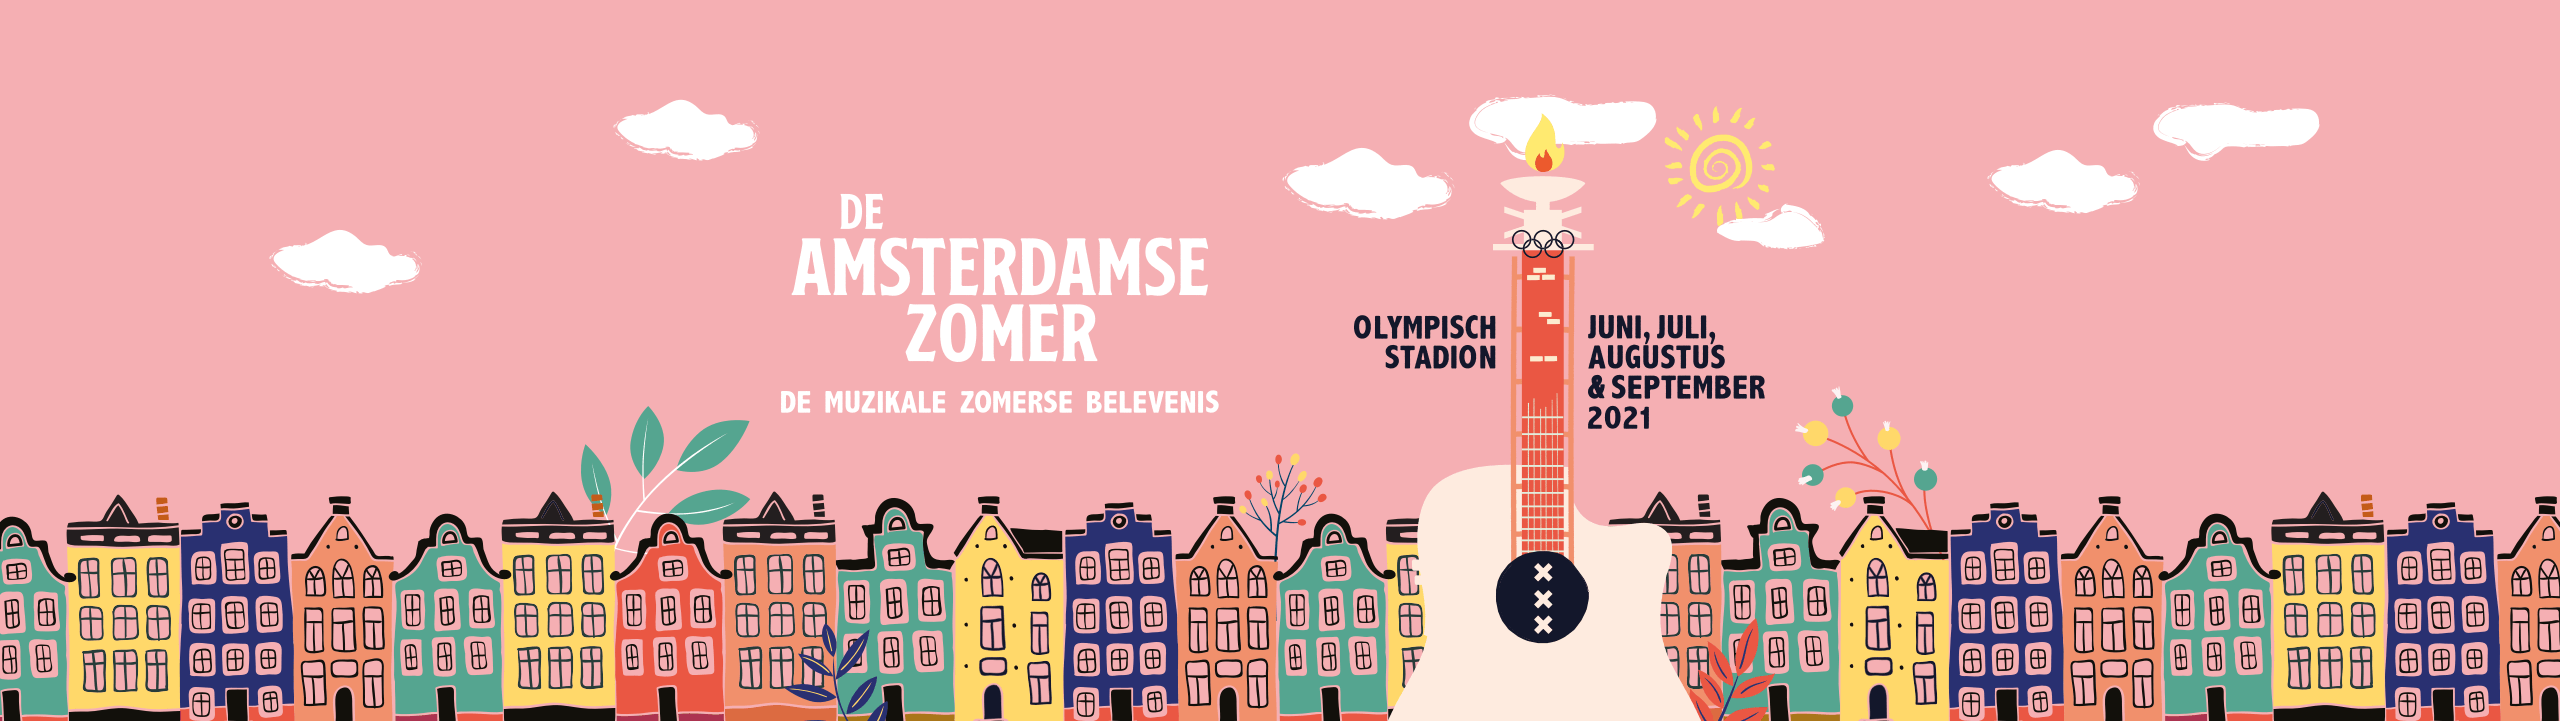 DE
AMSTERDAMSE
ZOMER
DE MUZIKALE ZOMERSE BELEVENIS
OLYMPISCH
STADION
JUNI, JULI,
AUGUSTUS
& SEPTEMBER
2021